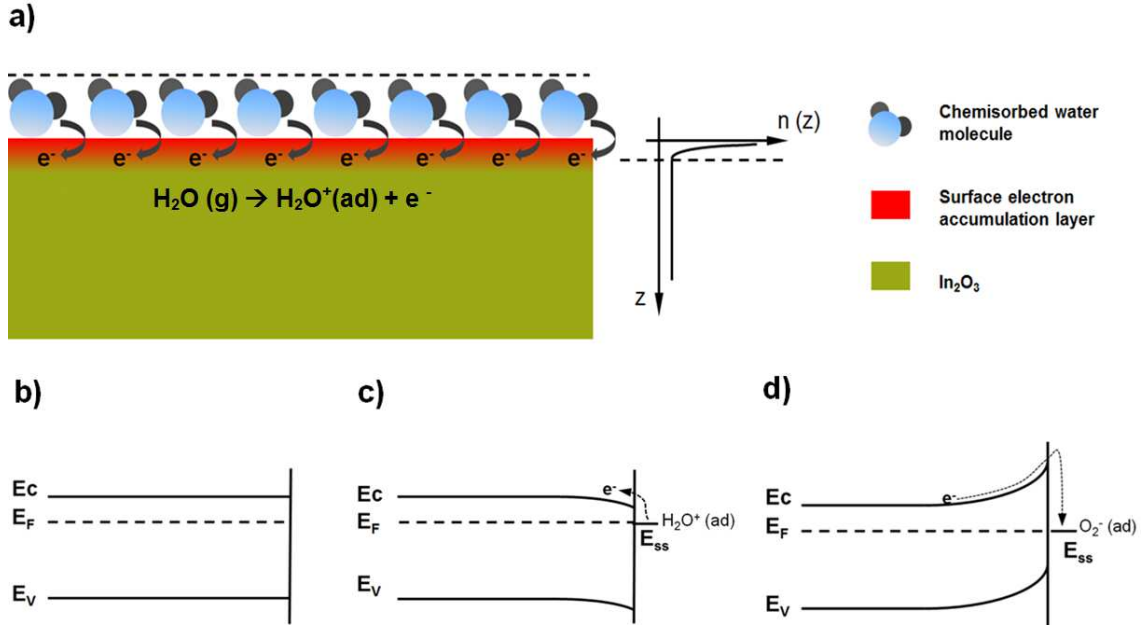 a)
e- e- e- e- e- e- e- e-
H₂O (g) → H₂O⁺(ad) + e ⁻
n (z)
z
Chemisorbed water
molecule
Surface electron
accumulation layer
In₂O₃
b)
Ec
E_F
E_V
c)
Ec
e-
E_F
H₂O⁺ (ad)
E_ss
E_V
d)
Ec
e-
E_F
O₂⁻ (ad)
E_ss
E_V